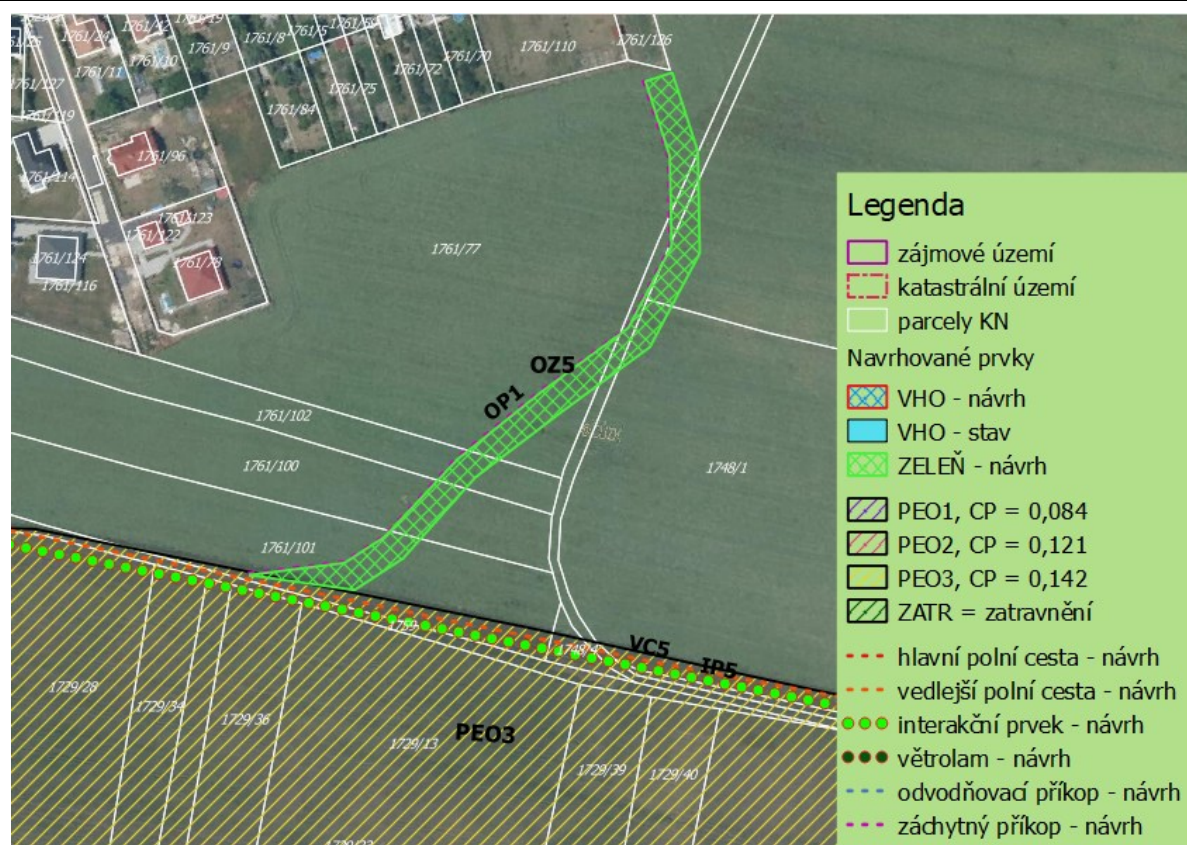 1761/24
1761/42
1761/19
1761/8
1761/5
1761/59
1761/9
1761/11
1761/10
1761/127
1761/119
1761/72
1761/70
1761/110
1761/126
1761/75
1761/84
1761/96
1761/114
1761/123
1761/122
1761/124
1761/78
1761/116
1761/77
OZ5
OP1
1761/102
1761/100
1748/1
1761/101
1759
1748/4
VC5
IP5
1729/28
1729/34
1729/36
1729/13
PEO3
1729/39
1729/40
Legenda
zájmové území
katastrální území
parcely KN
Navrhované prvky
VHO - návrh
VHO - stav
ZELEŇ - návrh
PEO1, CP = 0,084
PEO2, CP = 0,121
PEO3, CP = 0,142
ZATR = zatravnění
hlavní polní cesta - návrh
vedlejší polní cesta - návrh
interakční prvek - návrh
větrolam - návrh
odvodňovací příkop - návrh
záchytný příkop - návrh